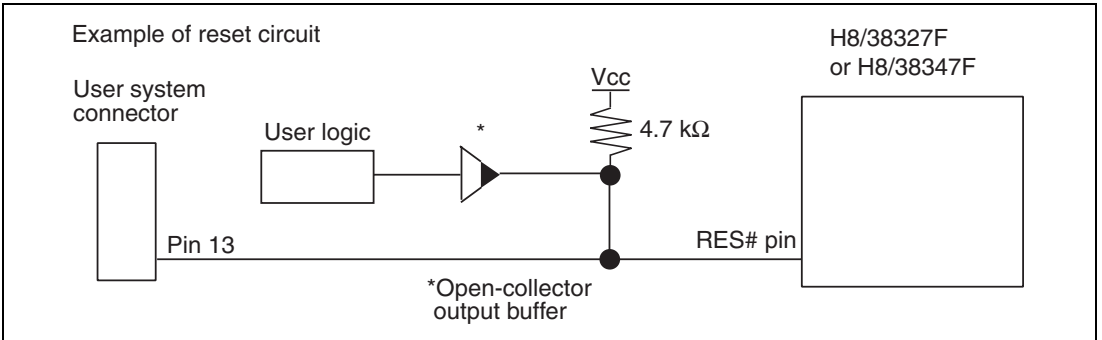 Example of reset circuit
H8/38327F
or H8/38347F
User system
connector
Vcc
User logic
*
4.7 kΩ
Pin 13
RES# pin
*Open-collector
output buffer